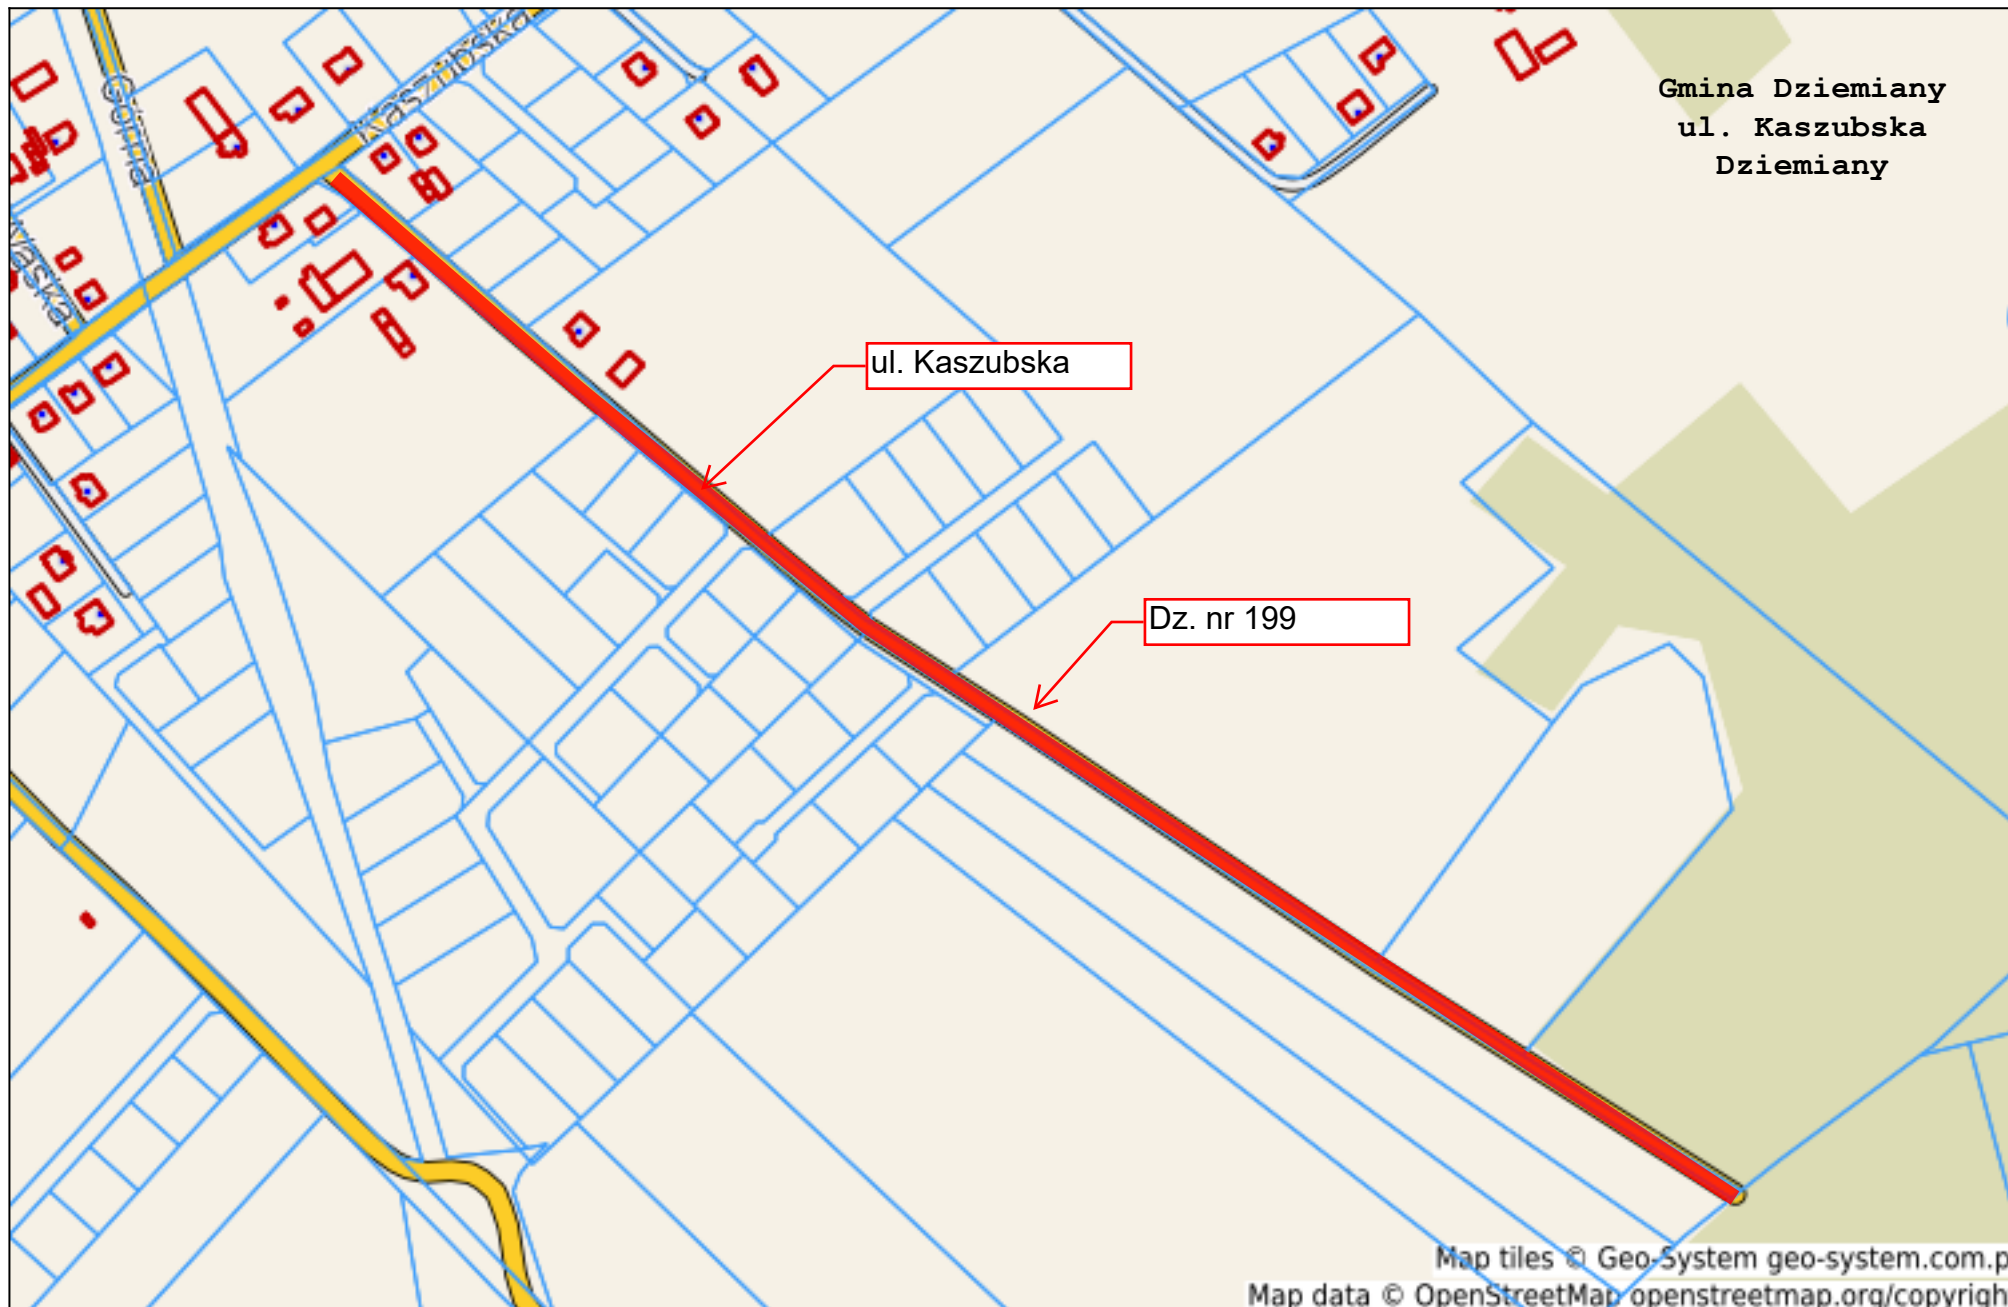 Kaszubska
Górna
Gmina Dziemiany
ul. Kaszubska
Dziemiany
ul. Kaszubska
Dz. nr 199
Map tiles © Geo-System geo-system.com.p
Map data © OpenStreetMap openstreetmap.org/copyrigh